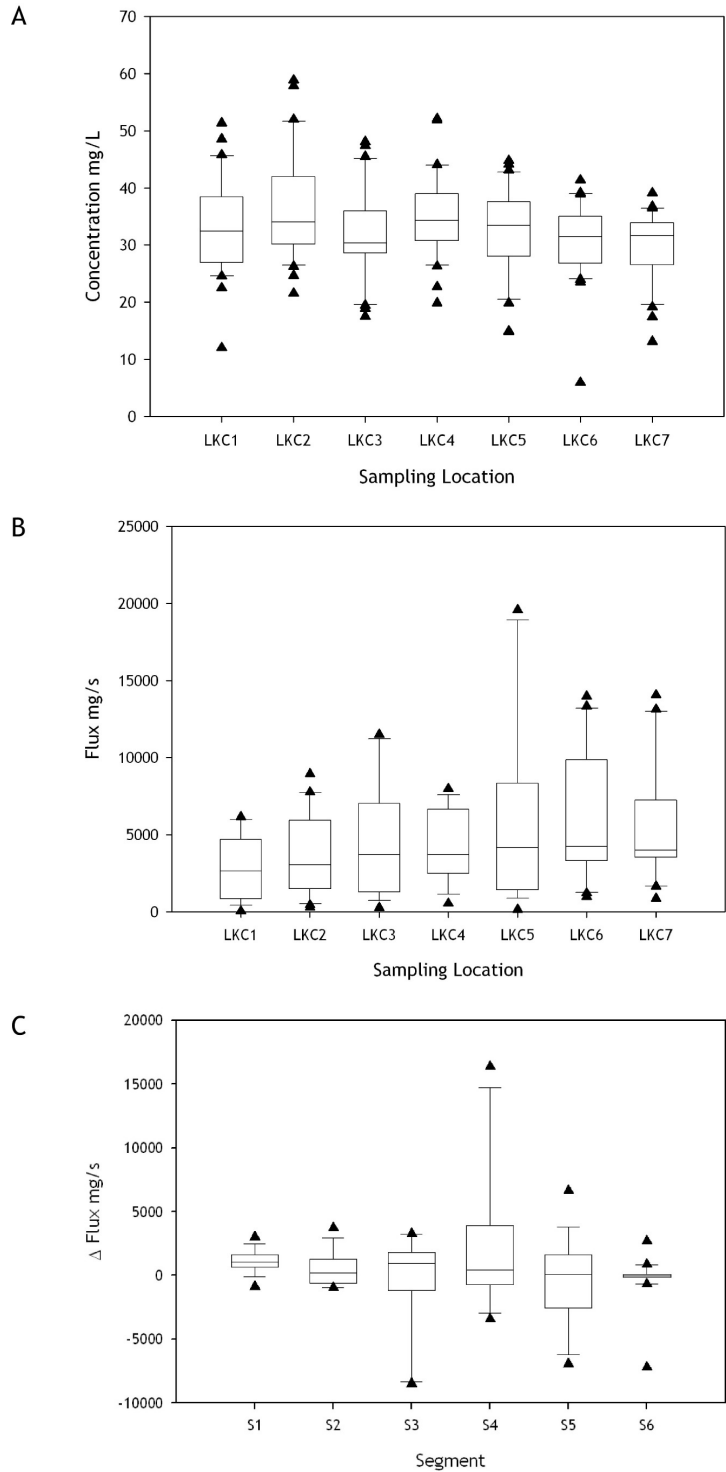 A
70
60
50
40
30
20
10
0
Concentration mg/L
LKC1 LKC2 LKC3 LKC4 LKC5 LKC6 LKC7
Sampling Location
B
25000
20000
15000
10000
5000
0
Flux mg/s
LKC1 LKC2 LKC3 LKC4 LKC5 LKC6 LKC7
Sampling Location
C
20000
15000
10000
5000
0
-5000
-10000
Δ Flux mg/s
S1 S2 S3 S4 S5 S6
Segment